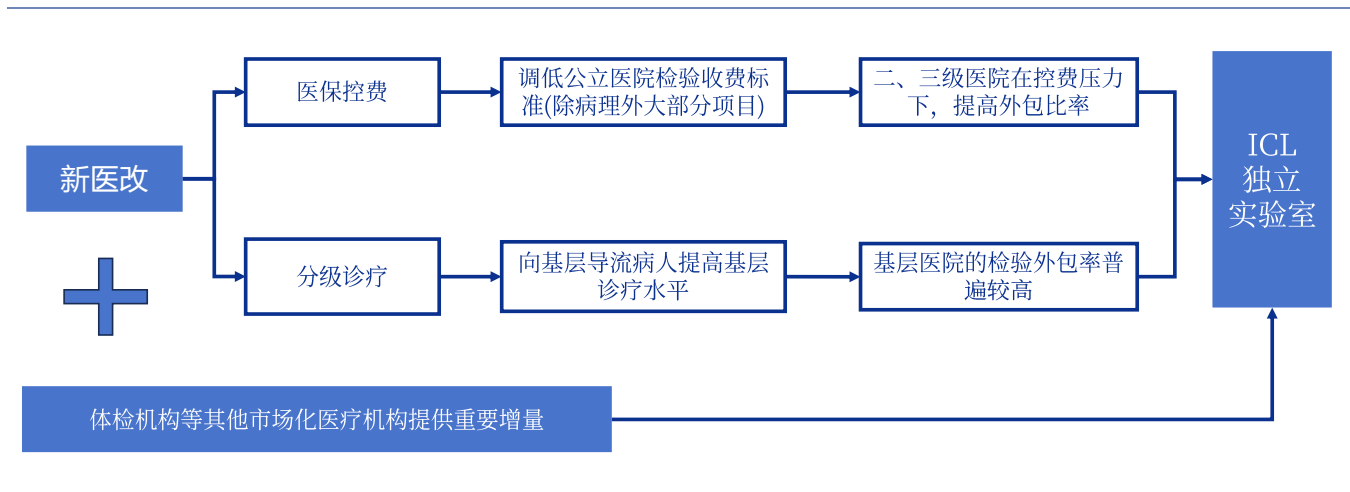 新医改
医保控费
调低公立医院检验收费标
准(除病理外大部分项目)
二、三级医院在控费压力
下，提高外包比率
分级诊疗
向基层导流病人提高基层
诊疗水平
基层医院的检验外包率普
遍较高
ICL
独立
实验室
体检机构等其他市场化医疗机构提供重要增量